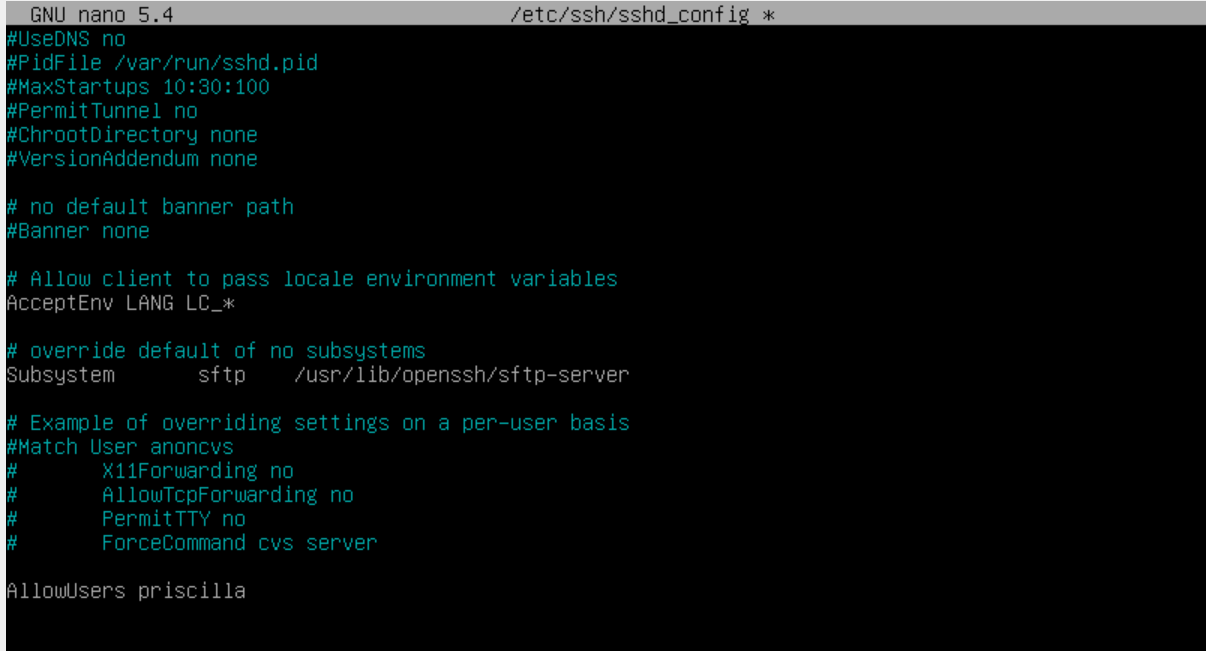 GNU nano 5.4 /etc/ssh/sshd_config *
#UseDNS no
#PidFile /var/run/sshd.pid
#MaxStartups 10:30:100
#PermitTunnel no
#ChrootDirectory none
#VersionAddendum none
# no default banner path
#Banner none
# Allow client to pass locale environment variables
AcceptEnv LANG LC_*
# override default of no subsystems
Subsystem sftp /usr/lib/openssh/sftp-server
# Example of overriding settings on a per-user basis
#Match User anoncvs
# X11Forwarding no
# AllowTcpForwarding no
# PermitTTY no
# ForceCommand cvs server
AllowUsers priscilla